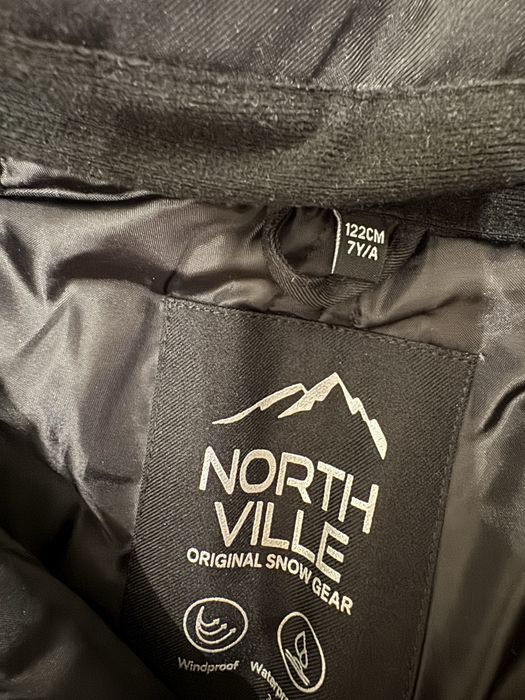 122CM
7Y/A
NORTH
VILLE
ORIGINAL SNOW GEAR
Windproof